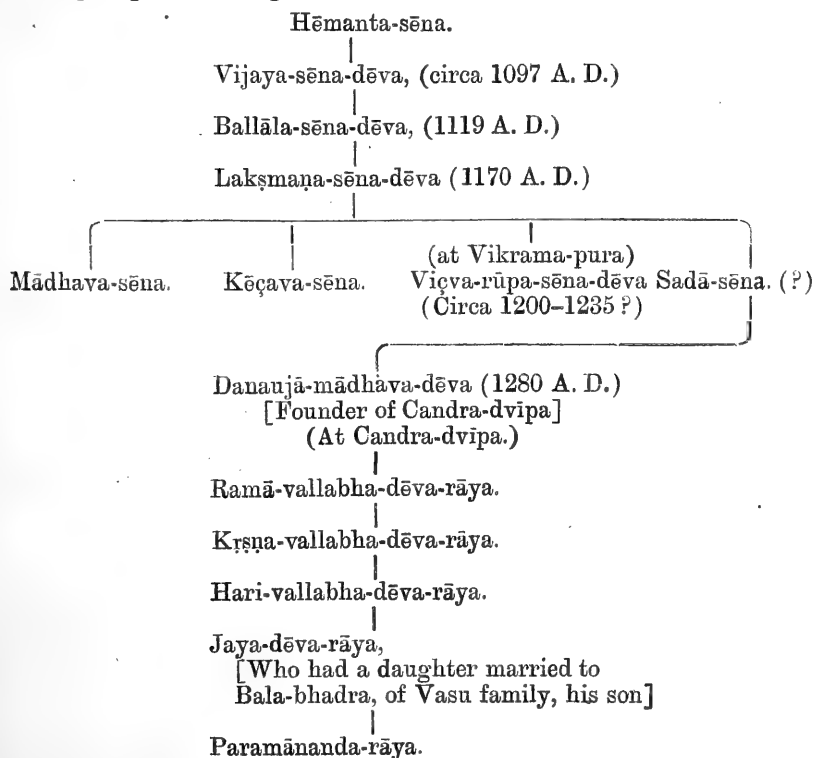 Hēmanta-sēna.
Vijaya-sēna-dēva, (circa 1097 A. D.)
Ballāla-sēna-dēva, (1119 A. D.)
Lakṣmaṇa-sēna-dēva (1170 A. D.)
(at Vikrama-pura)
Mādhava-sēna. Kēçava-sēna. Viçva-rūpa-sēna-dēva Sadā-sēna. (?)
(Circa 1200–1235 ?)
Danaujā-mādhava-dēva (1280 A. D.)
[Founder of Candra-dvīpa]
(At Candra-dvīpa.)
Ramā-vallabha-dēva-rāya.
Kṛṣṇa-vallabha-dēva-rāya.
Hari-vallabha-dēva-rāya.
Jaya-dēva-rāya,
[Who had a daughter married to
Bala-bhadra, of Vasu family, his son]
Paramānanda-rāya.